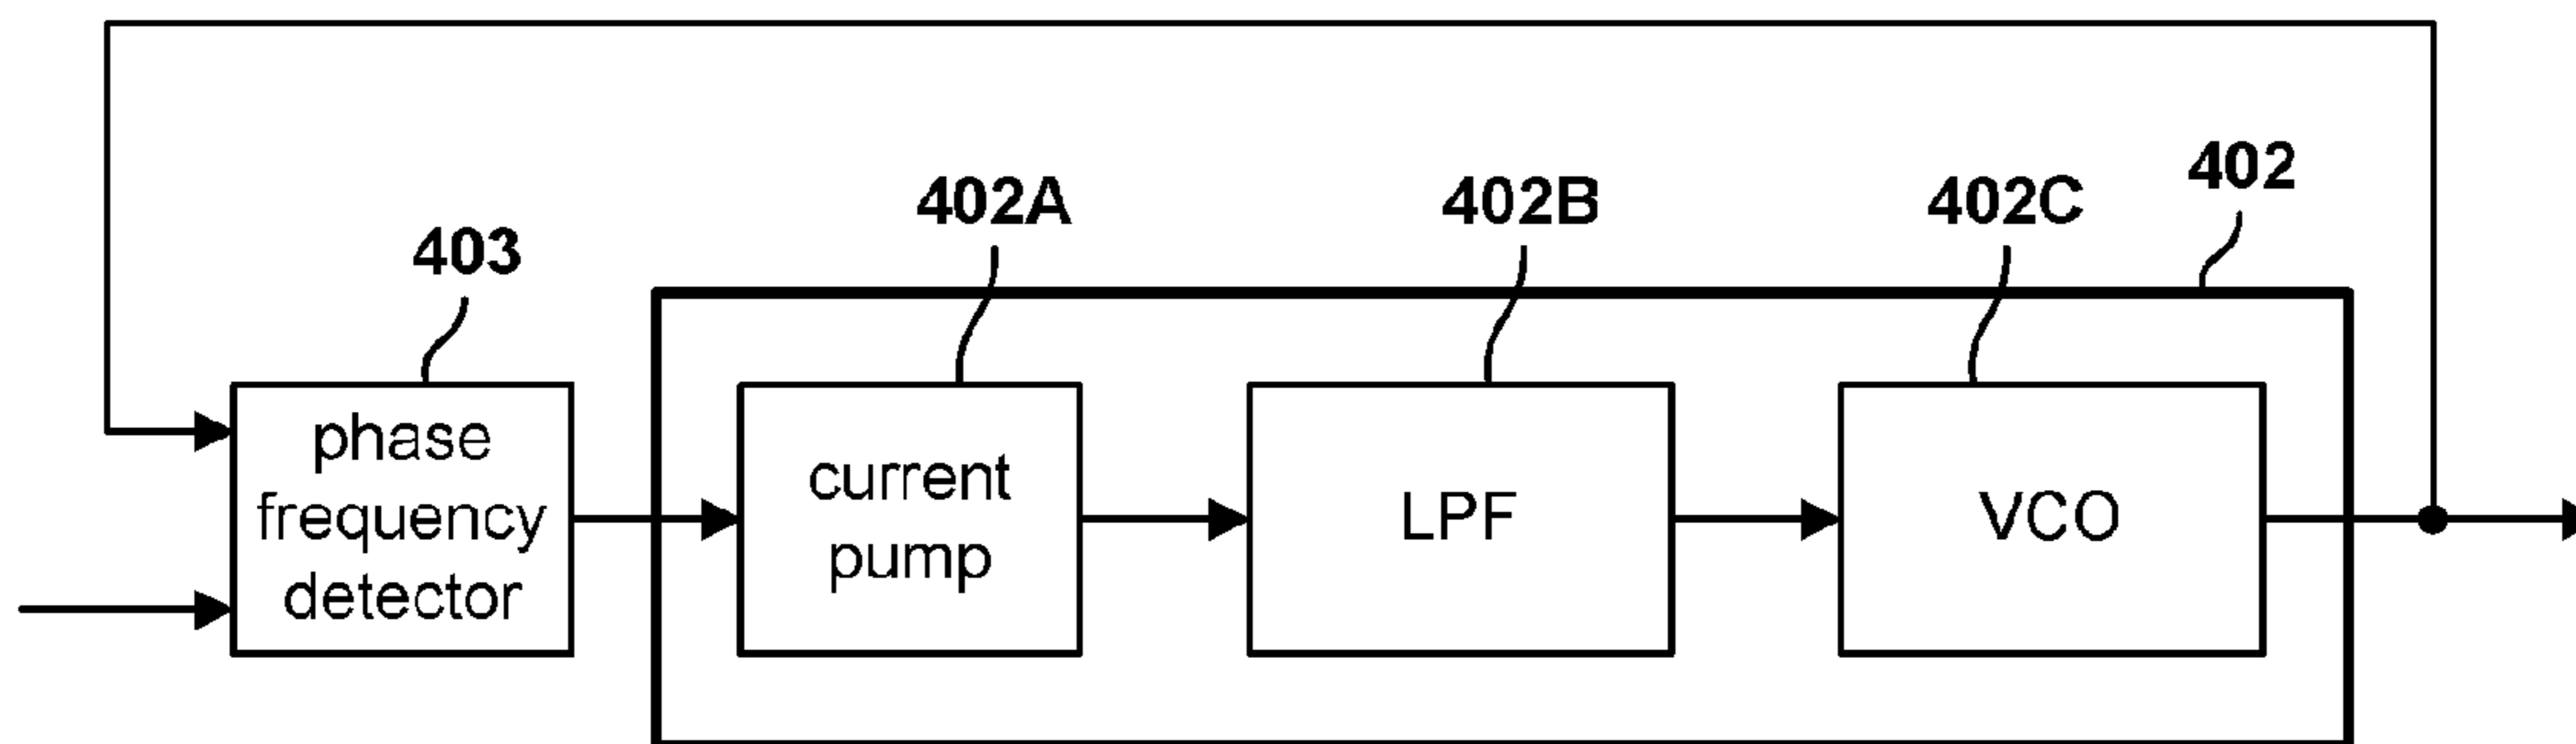 402
402A
402B
402C
403
phase
frequency
detector
current
pump
LPF
VCO